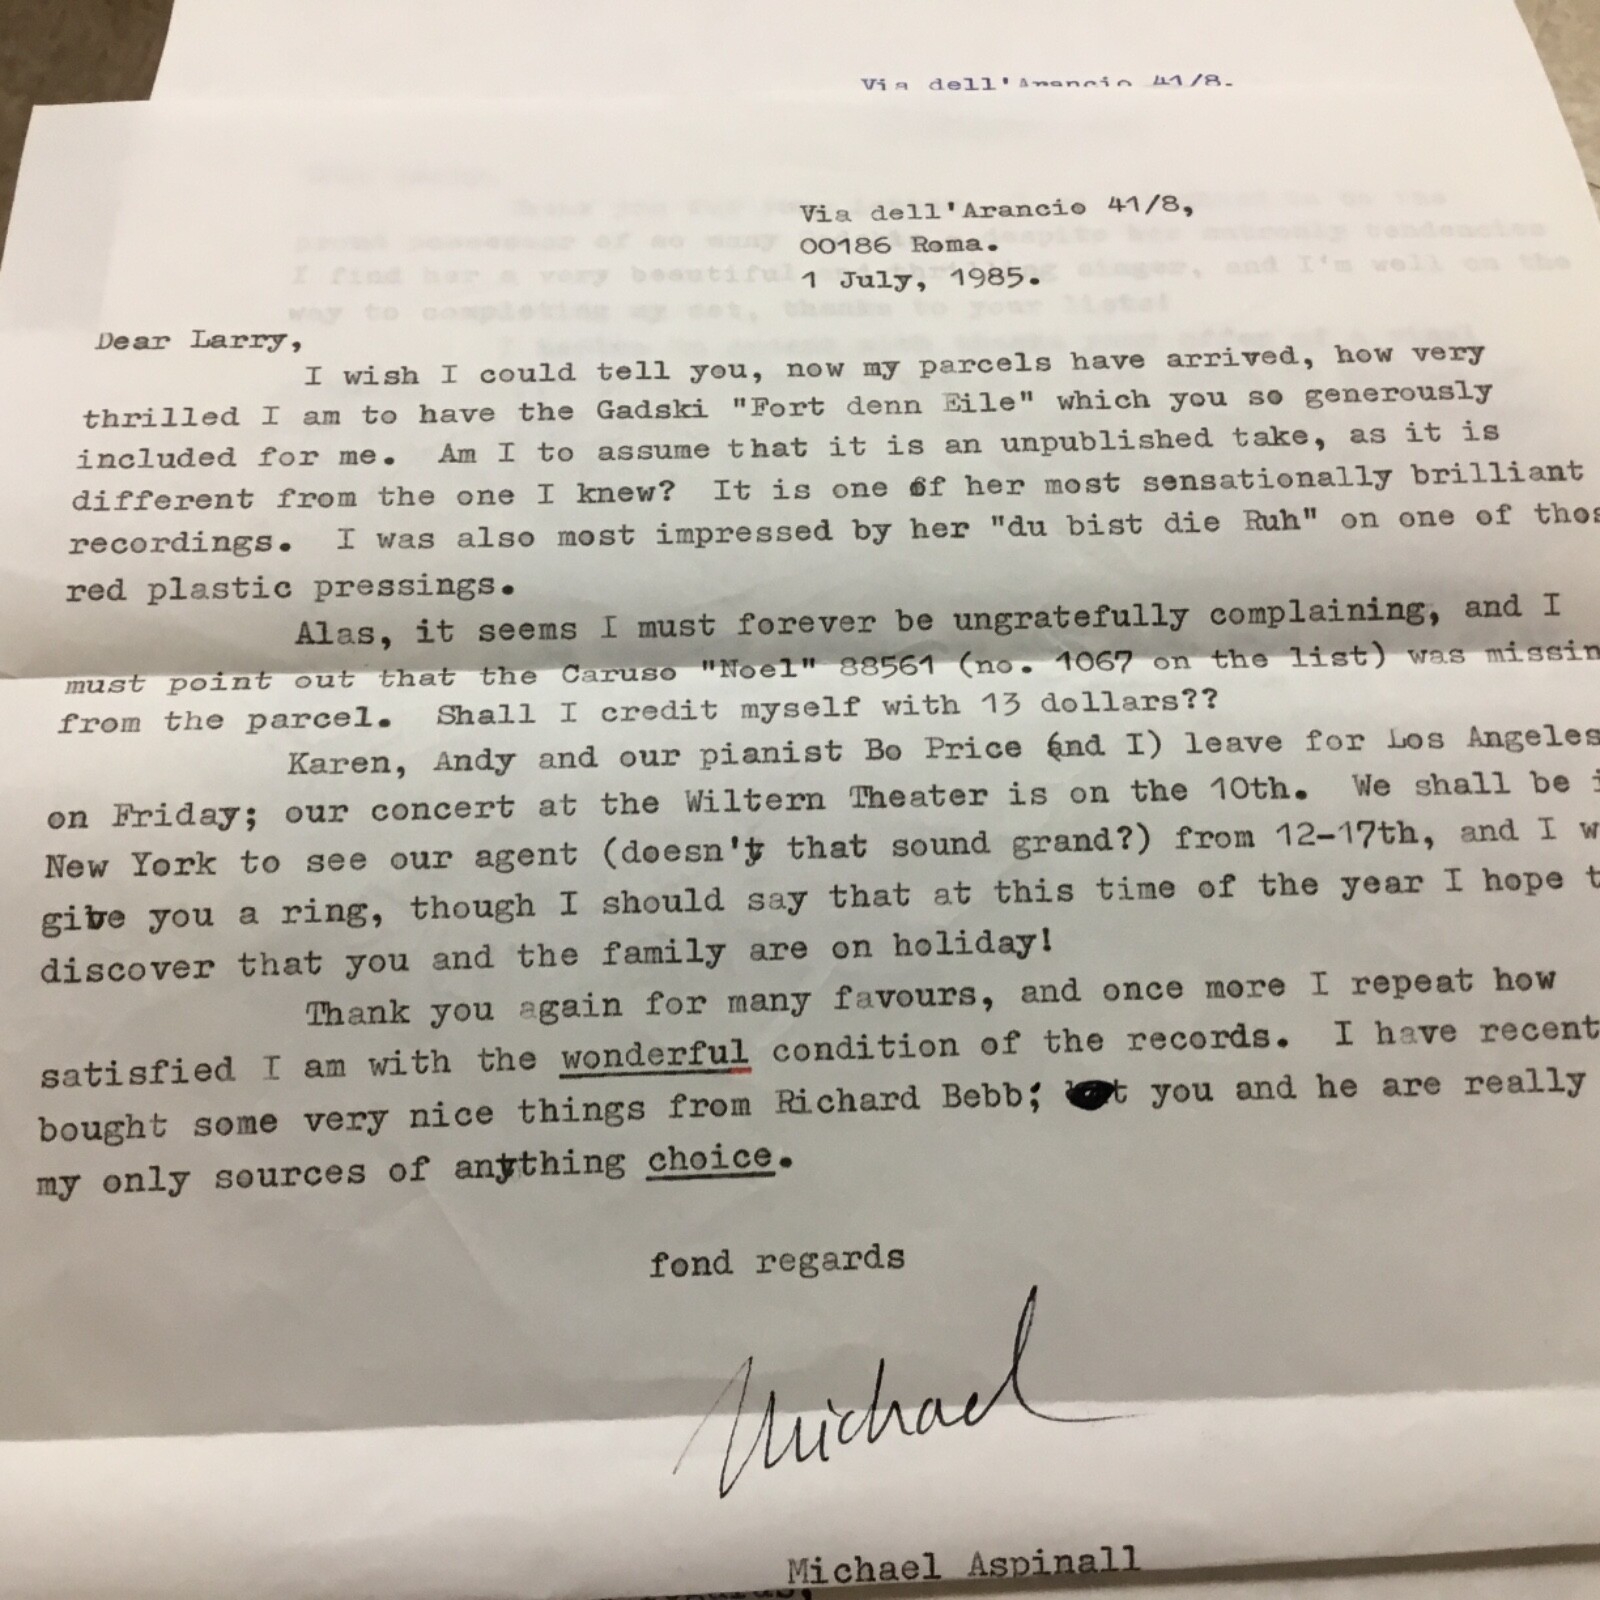 Via dell'Arancio 41/8.
Via dell'Arancio 41/8,
00186 Roma.
1 July, 1985.
Dear Larry,
I wish I could tell you, now my parcels have arrived, how very
thrilled I am to have the Gadski "Fort denn Eile" which you so generously
included for me. Am I to assume that it is an unpublished take, as it is
different from the one I knew? It is one of her most sensationally brilliant
recordings. I was also most impressed by her "du bist die Ruh" on one of thos
red plastic pressings.
Alas, it seems I must forever be ungratefully complaining, and I
must point out that the Caruso "Noel" 88561 (no. 1067 on the list) was missin
from the parcel. Shall I credit myself with 13 dollars??
Karen, Andy and our pianist Bo Price (and I) leave for Los Angeles
on Friday; our concert at the Wiltern Theater is on the 10th. We shall be i
New York to see our agent (doesn't that sound grand?) from 12-17th, and I w
give you a ring, though I should say that at this time of the year I hope t
discover that you and the family are on holiday!
Thank you again for many favours, and once more I repeat how
satisfied I am with the wonderful condition of the records. I have recent
bought some very nice things from Richard Bebb; but you and he are really
my only sources of anything choice.
fond regards
Michael
Michael Aspinall